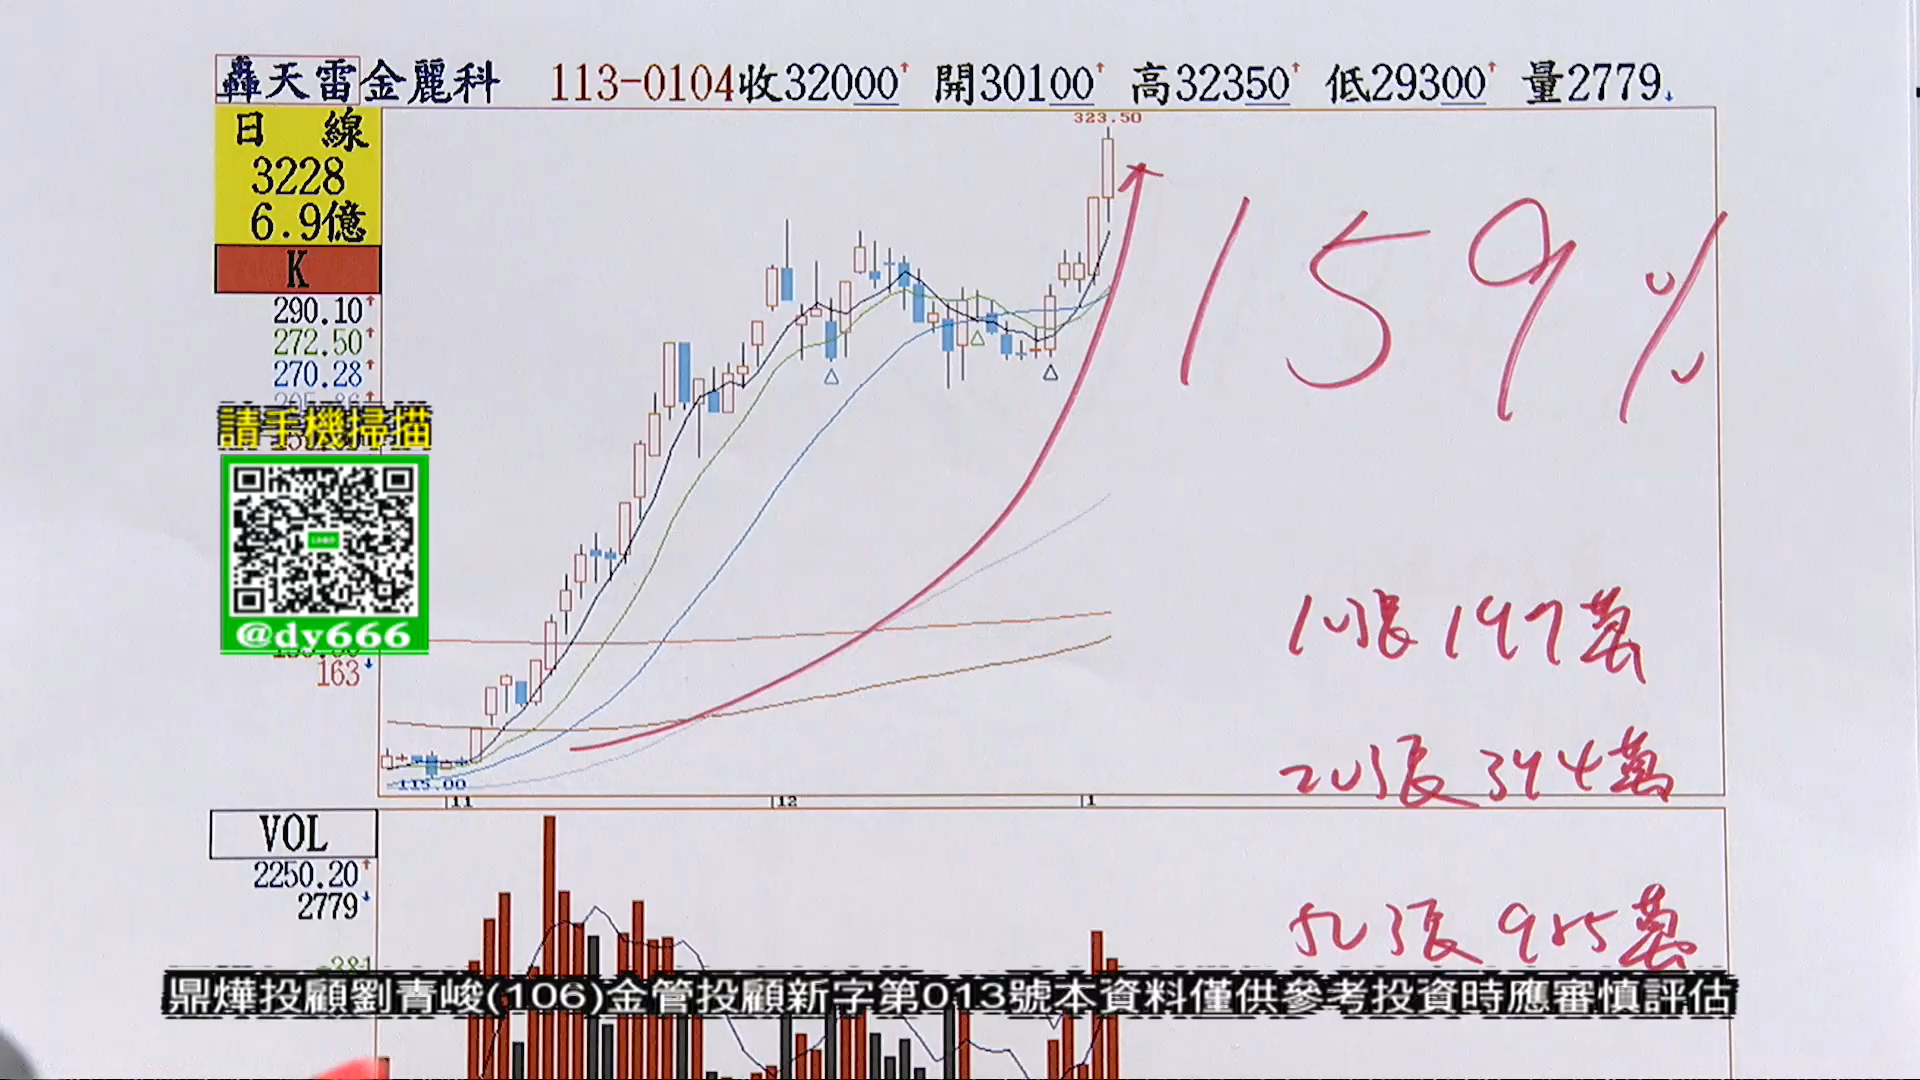 轟天雷金麗科 113-0104收32000↑ 開30100↑ 高32350↑ 低29300↑ 量2779↓
日 線
3228
6.9億
K
290.10↑
272.50↑
270.28↑
請手機掃描
@dy666
163↓
323.50
115.00
11 12 1
159%
10張197萬
20張394萬
50張985萬
VOL
2250.20↑
2779↓
鼎燁投顧劉青峻(106)金管投顧新字第013號本資料僅供參考投資時應審慎評估